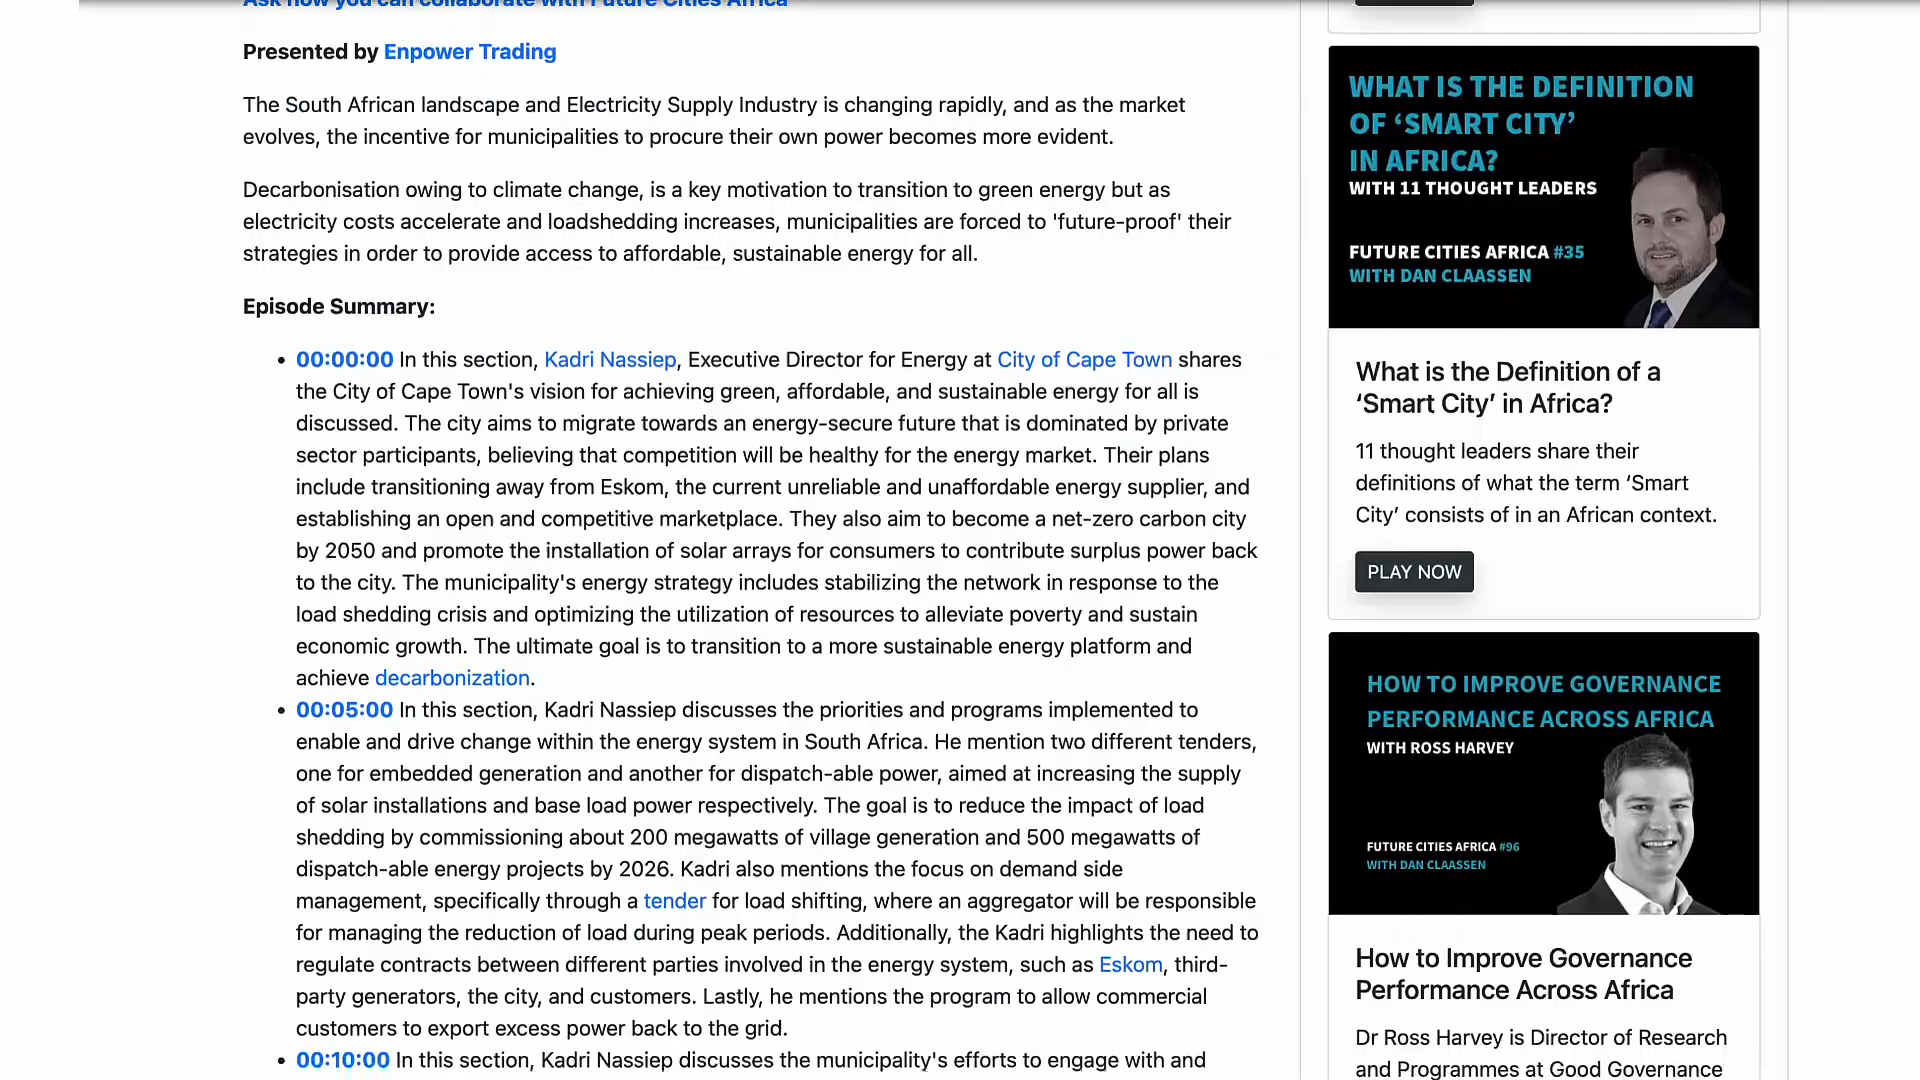 Ask how you can collaborate with Future Cities Africa
Presented by Enpower Trading
The South African landscape and Electricity Supply Industry is changing rapidly, and as the market
evolves, the incentive for municipalities to procure their own power becomes more evident.
Decarbonisation owing to climate change, is a key motivation to transition to green energy but as
electricity costs accelerate and loadshedding increases, municipalities are forced to 'future-proof' their
strategies in order to provide access to affordable, sustainable energy for all.
Episode Summary:
• 00:00:00 In this section, Kadri Nassiep, Executive Director for Energy at City of Cape Town shares
the City of Cape Town's vision for achieving green, affordable, and sustainable energy for all is
discussed. The city aims to migrate towards an energy-secure future that is dominated by private
sector participants, believing that competition will be healthy for the energy market. Their plans
include transitioning away from Eskom, the current unreliable and unaffordable energy supplier, and
establishing an open and competitive marketplace. They also aim to become a net-zero carbon city
by 2050 and promote the installation of solar arrays for consumers to contribute surplus power back
to the city. The municipality's energy strategy includes stabilizing the network in response to the
load shedding crisis and optimizing the utilization of resources to alleviate poverty and sustain
economic growth. The ultimate goal is to transition to a more sustainable energy platform and
achieve decarbonization.
• 00:05:00 In this section, Kadri Nassiep discusses the priorities and programs implemented to
enable and drive change within the energy system in South Africa. He mention two different tenders,
one for embedded generation and another for dispatch-able power, aimed at increasing the supply
of solar installations and base load power respectively. The goal is to reduce the impact of load
shedding by commissioning about 200 megawatts of village generation and 500 megawatts of
dispatch-able energy projects by 2026. Kadri also mentions the focus on demand side
management, specifically through a tender for load shifting, where an aggregator will be responsible
for managing the reduction of load during peak periods. Additionally, the Kadri highlights the need to
regulate contracts between different parties involved in the energy system, such as Eskom, third-
party generators, the city, and customers. Lastly, he mentions the program to allow commercial
customers to export excess power back to the grid.
• 00:10:00 In this section, Kadri Nassiep discusses the municipality's efforts to engage with and
WHAT IS THE DEFINITION
OF ‘SMART CITY’
IN AFRICA?
WITH 11 THOUGHT LEADERS
FUTURE CITIES AFRICA #35
WITH DAN CLAASSEN
What is the Definition of a
‘Smart City’ in Africa?
11 thought leaders share their
definitions of what the term ‘Smart
City’ consists of in an African context.
PLAY NOW
HOW TO IMPROVE GOVERNANCE
PERFORMANCE ACROSS AFRICA
WITH ROSS HARVEY
FUTURE CITIES AFRICA #96
WITH DAN CLAASSEN
How to Improve Governance
Performance Across Africa
Dr Ross Harvey is Director of Research
and Programmes at Good Governance